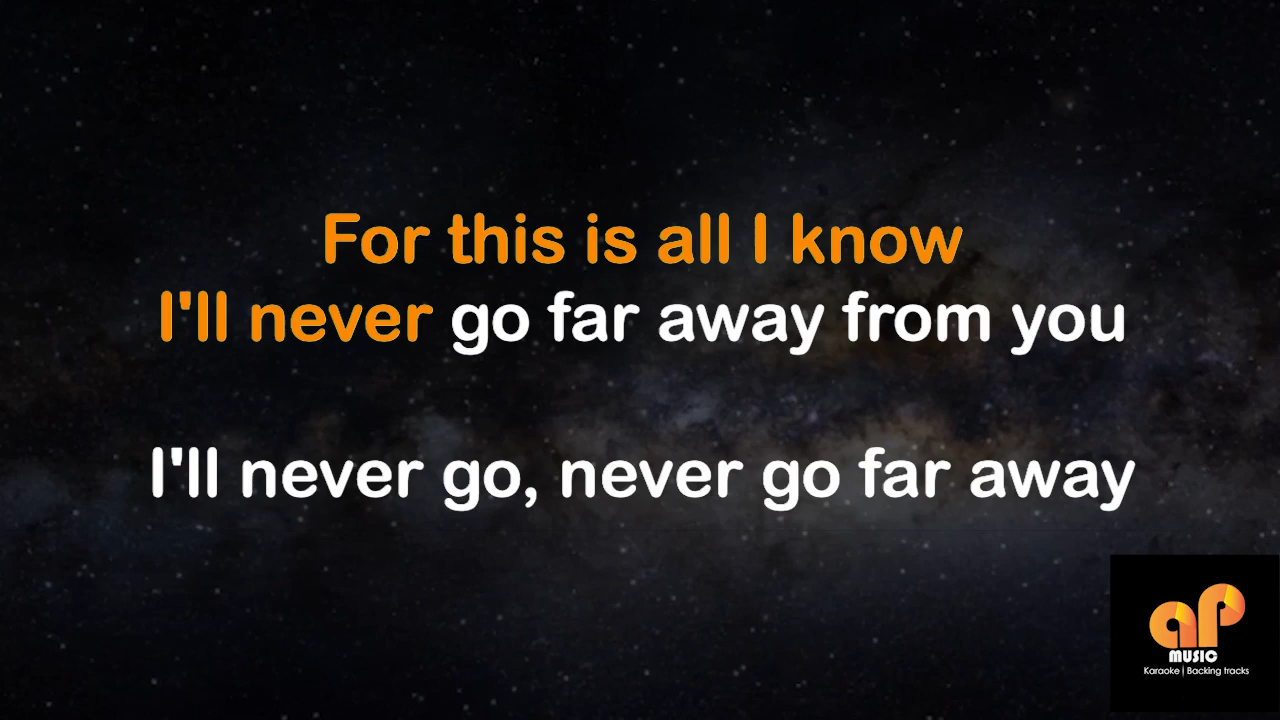 For this is all I know
I'll never go far away from you
I'll never go, never go far away
ap
MUSIC
Karaoke | Backing tracks